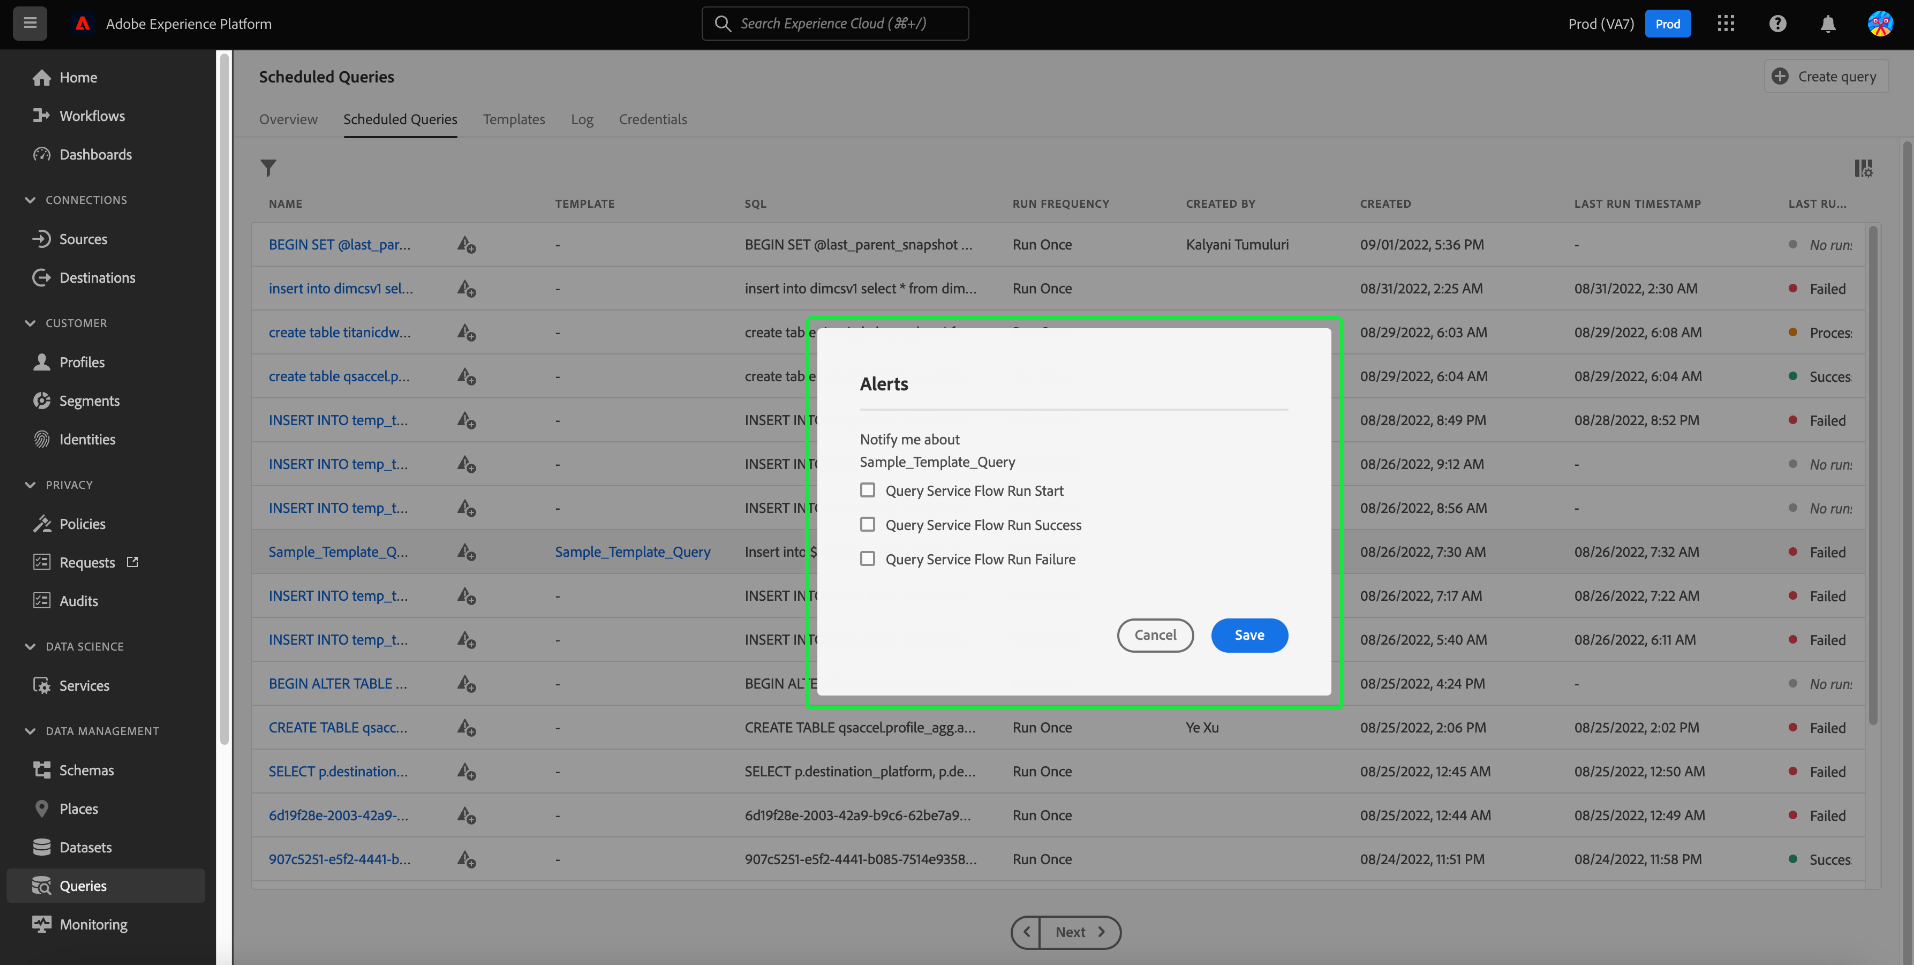 Adobe Experience Platform
Search Experience Cloud (⌘+/)
Prod (VA7)
Prod
Home
Workflows
Dashboards
CONNECTIONS
Sources
Destinations
CUSTOMER
Profiles
Segments
Identities
PRIVACY
Policies
Requests
Audits
DATA SCIENCE
Services
DATA MANAGEMENT
Schemas
Places
Datasets
Queries
Monitoring
Scheduled Queries
Create query
Overview Scheduled Queries Templates Log Credentials
NAME TEMPLATE SQL RUN FREQUENCY CREATED BY CREATED LAST RUN TIMESTAMP LAST RU...
BEGIN SET @last_par... - BEGIN SET @last_parent_snapshot ... Run Once Kalyani Tumuluri 09/01/2022, 5:36 PM - No runs
insert into dimcsv1 sel... - insert into dimcsv1 select * from dim... Run Once 08/31/2022, 2:25 AM 08/31/2022, 2:30 AM Failed
create table titanicdw... - create table 08/29/2022, 6:03 AM 08/29/2022, 6:08 AM Process
create table qsaccel.p... - create table 08/29/2022, 6:04 AM 08/29/2022, 6:04 AM Succes
INSERT INTO temp_t... - INSERT INTO 08/28/2022, 8:49 PM 08/28/2022, 8:52 PM Failed
INSERT INTO temp_t... - INSERT INTO 08/26/2022, 9:12 AM - No runs
INSERT INTO temp_t... - INSERT INTO 08/26/2022, 8:56 AM - No runs
Sample_Template_Q... Sample_Template_Query Insert into $ 08/26/2022, 7:30 AM 08/26/2022, 7:32 AM Failed
INSERT INTO temp_t... - INSERT INTO 08/26/2022, 7:17 AM 08/26/2022, 7:22 AM Failed
INSERT INTO temp_t... - INSERT INTO 08/26/2022, 5:40 AM 08/26/2022, 6:11 AM Failed
BEGIN ALTER TABLE ... - BEGIN ALTE 08/25/2022, 4:24 PM - No runs
CREATE TABLE qsacc... - CREATE TABLE qsaccel.profile_agg.a... Run Once Ye Xu 08/25/2022, 2:06 PM 08/25/2022, 2:02 PM Failed
SELECT p.destination... - SELECT p.destination_platform, p.de... Run Once 08/25/2022, 12:45 AM 08/25/2022, 12:50 AM Failed
6d19f28e-2003-42a9-... - 6d19f28e-2003-42a9-b9c6-62be7a9... Run Once 08/25/2022, 12:44 AM 08/25/2022, 12:49 AM Failed
907c5251-e5f2-4441-b... - 907c5251-e5f2-4441-b085-7514e9358... Run Once 08/24/2022, 11:51 PM 08/24/2022, 11:58 PM Succes
Alerts
Notify me about
Sample_Template_Query
Query Service Flow Run Start
Query Service Flow Run Success
Query Service Flow Run Failure
Cancel
Save
Next